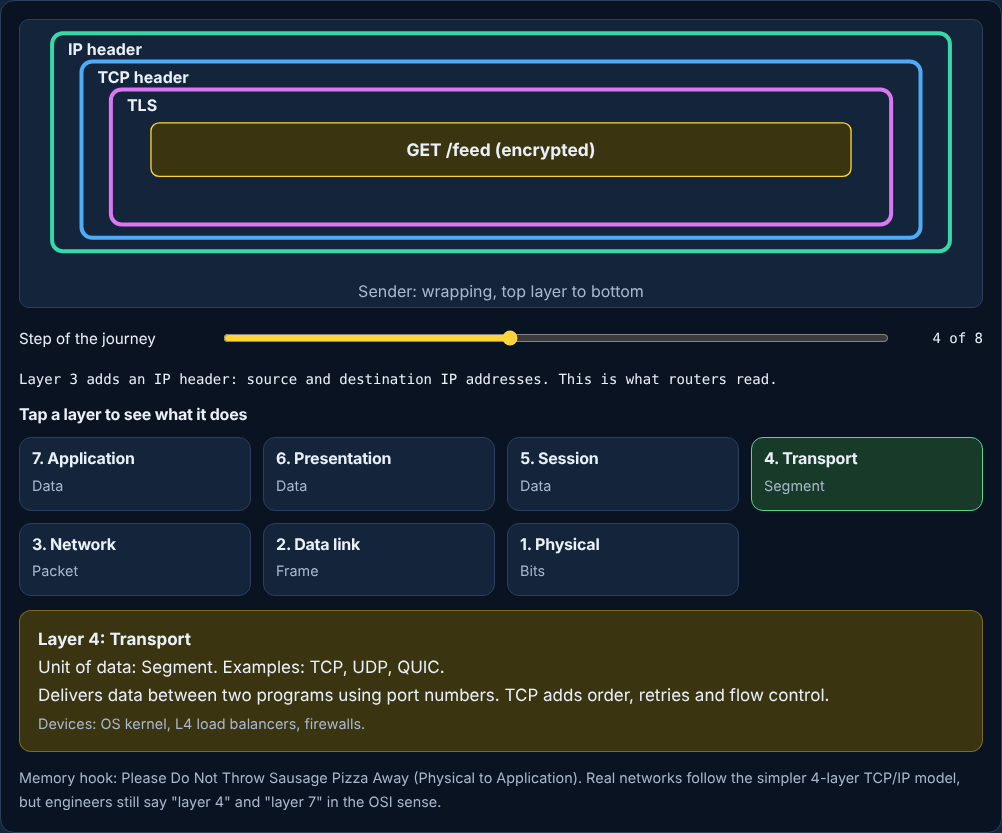 IP header
TCP header
TLS
GET /feed (encrypted)
Sender: wrapping, top layer to bottom
Step of the journey
4 of 8
Layer 3 adds an IP header: source and destination IP addresses. This is what routers read.
Tap a layer to see what it does
7. Application
Data
6. Presentation
Data
5. Session
Data
4. Transport
Segment
3. Network
Packet
2. Data link
Frame
1. Physical
Bits
Layer 4: Transport
Unit of data: Segment. Examples: TCP, UDP, QUIC.
Delivers data between two programs using port numbers. TCP adds order, retries and flow control.
Devices: OS kernel, L4 load balancers, firewalls.
Memory hook: Please Do Not Throw Sausage Pizza Away (Physical to Application). Real networks follow the simpler 4-layer TCP/IP model,
but engineers still say "layer 4" and "layer 7" in the OSI sense.